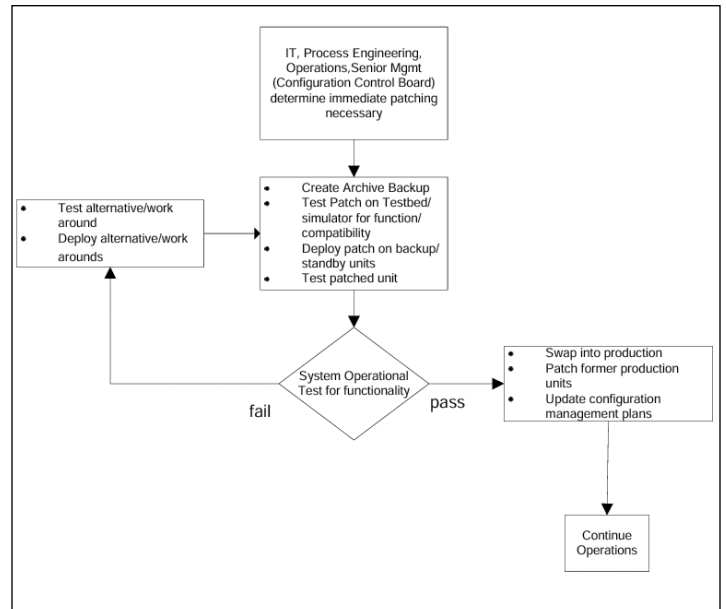 IT, Process Engineering,
Operations,Senior Mgmt
(Configuration Control Board)
determine immediate patching
necessary
• Create Archive Backup
• Test Patch on Testbed/
simulator for function/
compatibility
• Deploy patch on backup/
standby units
• Test patched unit
• Test alternative/work
around
• Deploy alternative/work
arounds
System Operational
Test for functionality
fail
pass
• Swap into production
• Patch former production
units
• Update configuration
management plans
Continue
Operations